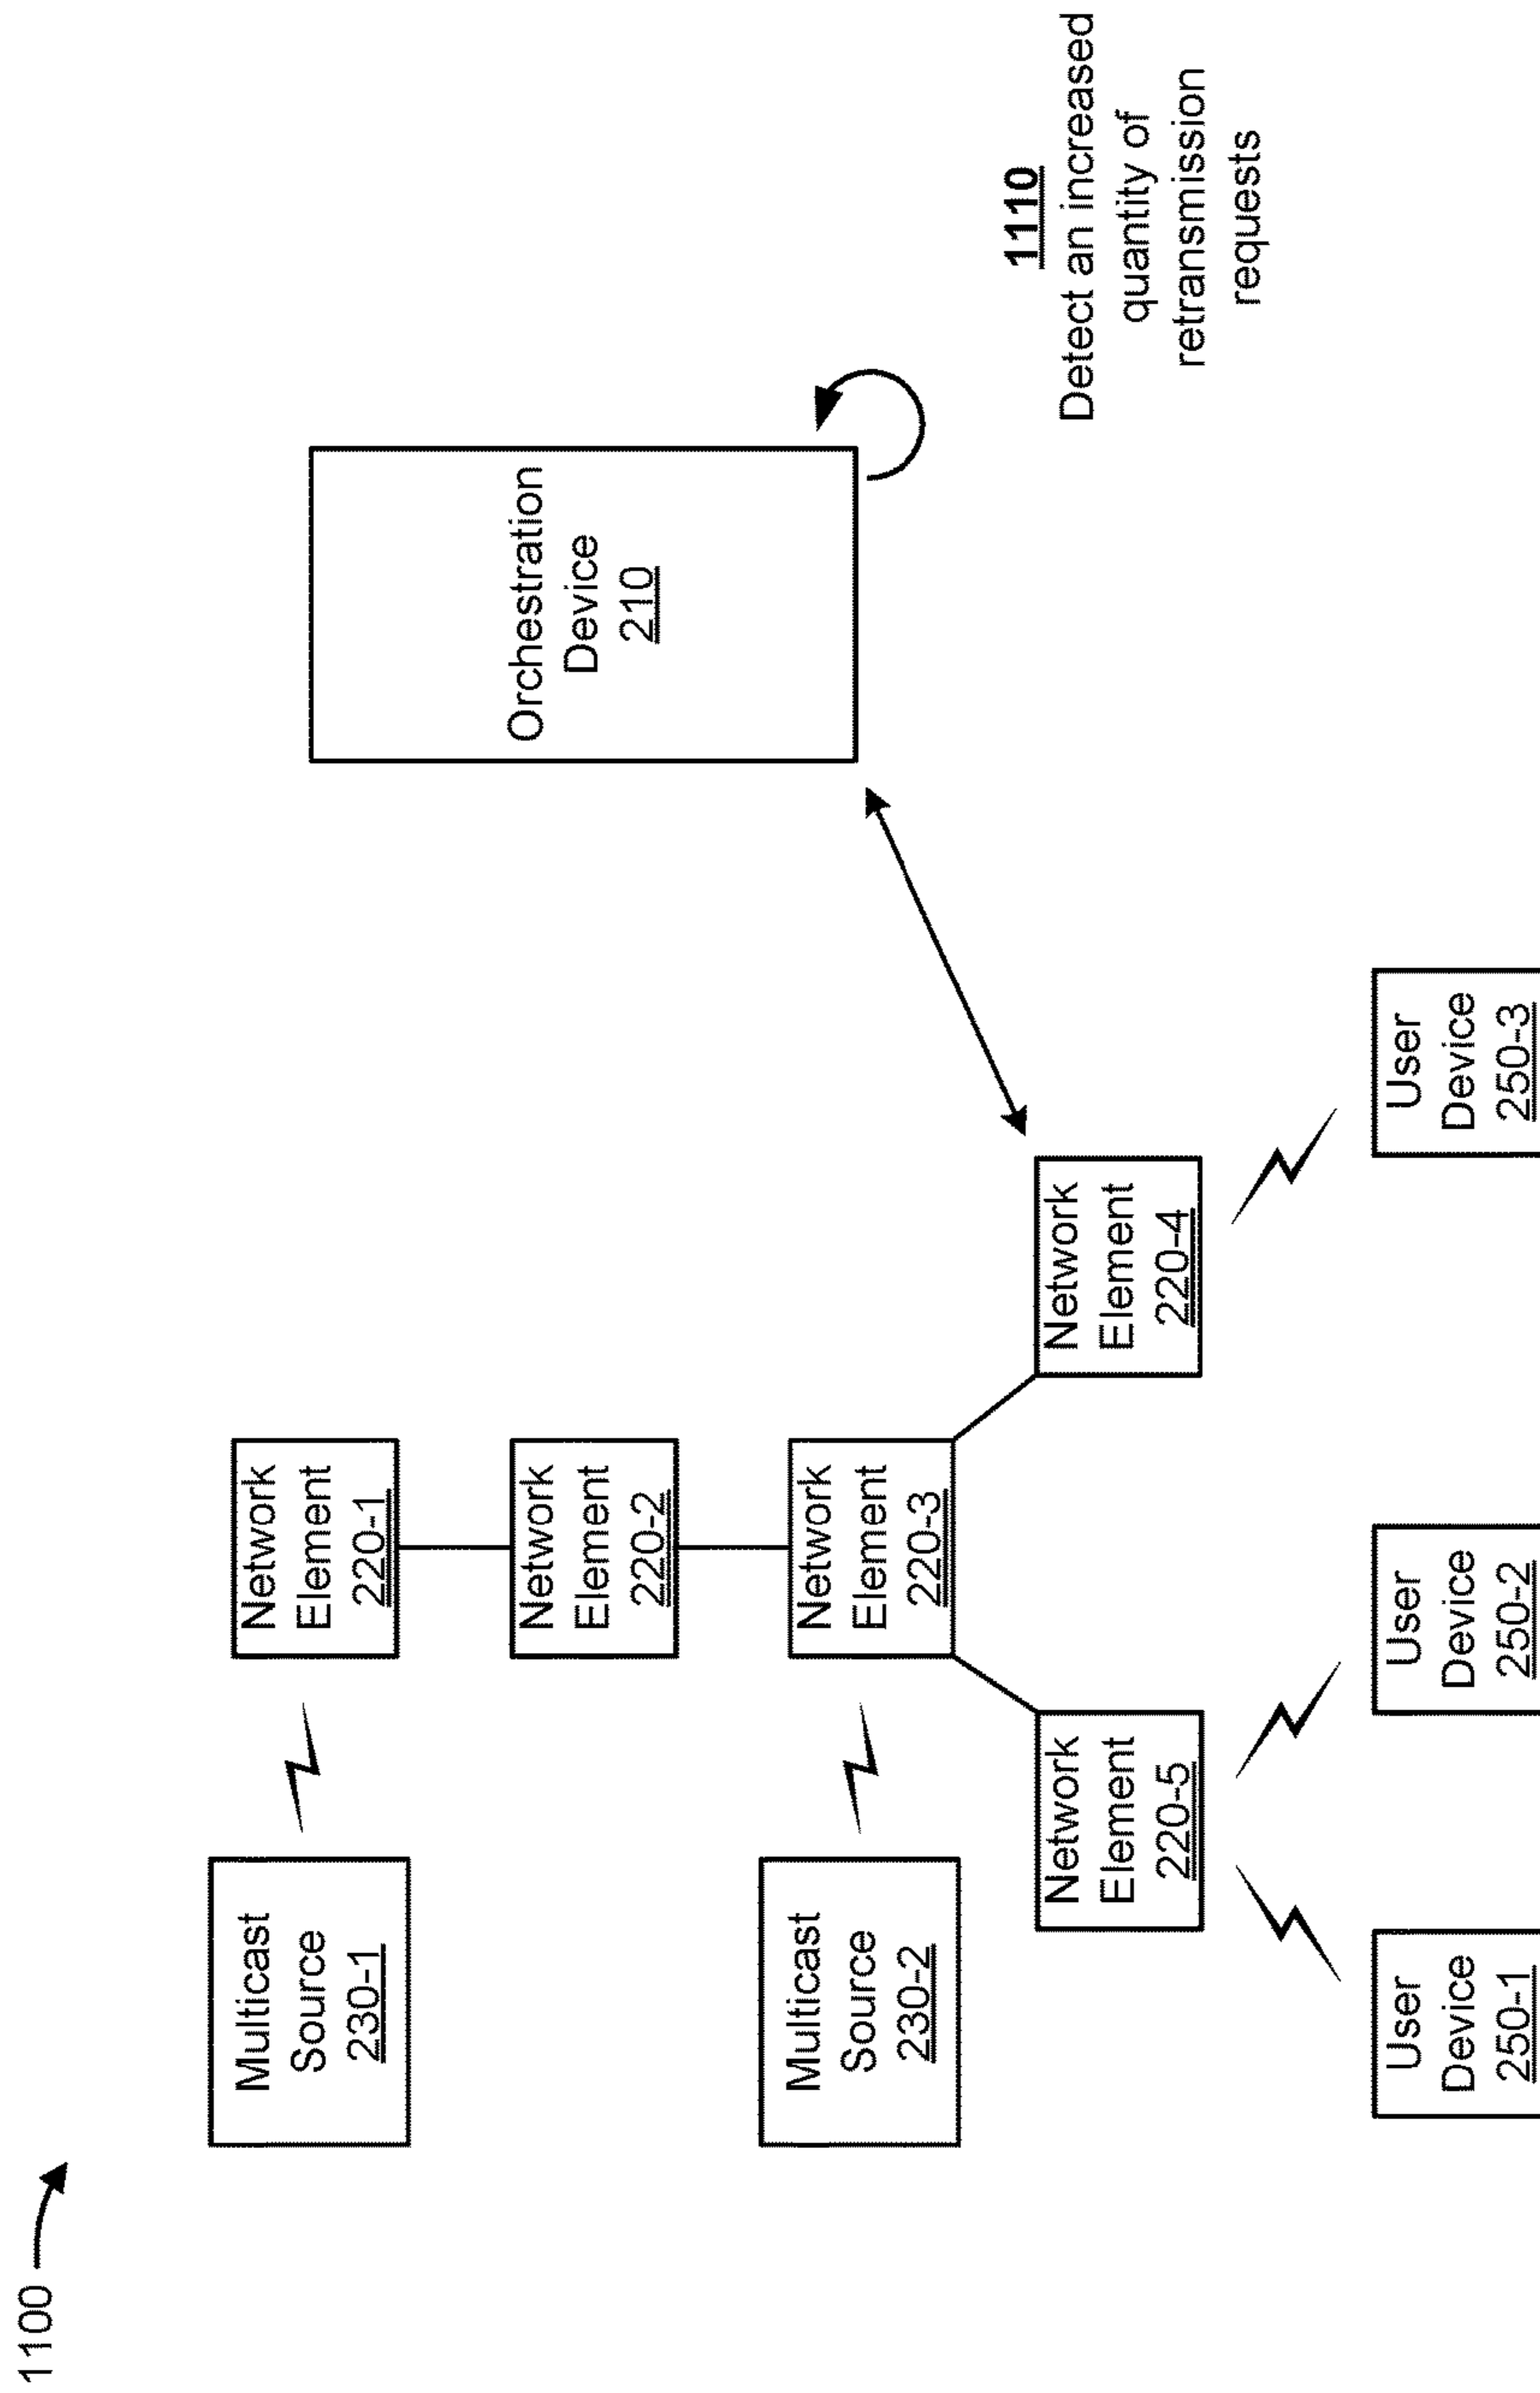 1100
Multicast
Source
230-1
Network
Element
220-1
Orchestration
Device
210
Network
Element
220-2
Multicast
Source
230-2
Network
Element
220-3
1110
Detect an increased
quantity of
retransmission
requests
Network
Element
220-5
Network
Element
220-4
User
Device
250-1
User
Device
250-2
User
Device
250-3